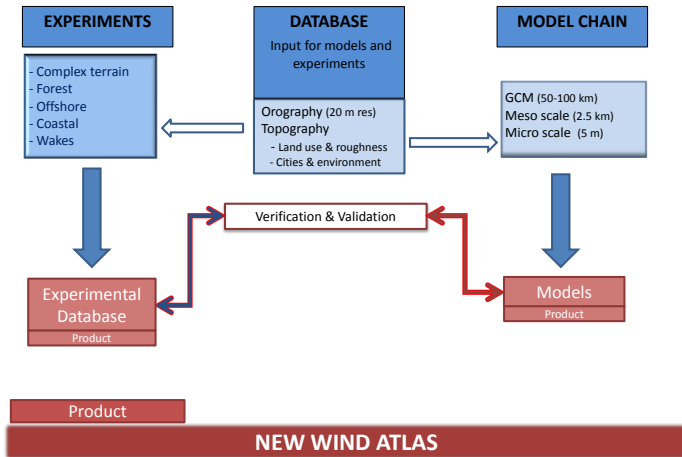 EXPERIMENTS
- Complex terrain
- Forest
- Offshore
- Coastal
- Wakes
DATABASE
Input for models and
experiments
Orography (20 m res)
Topography
- Land use & roughness
- Cities & environment
MODEL CHAIN
GCM (50-100 km)
Meso scale (2.5 km)
Micro scale (5 m)
Verification & Validation
Experimental
Database
Product
Models
Product
Product
NEW WIND ATLAS